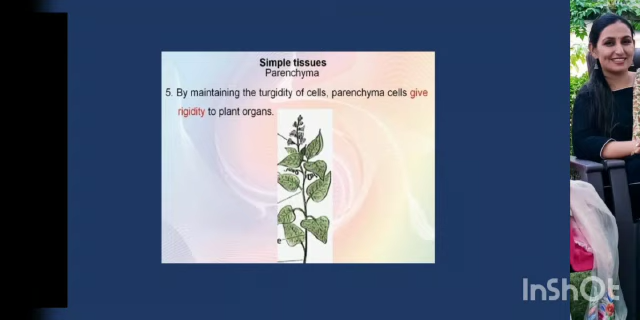 Simple tissues
Parenchyma
5. By maintaining the turgidity of cells, parenchyma cells give
rigidity to plant organs.
InShOt